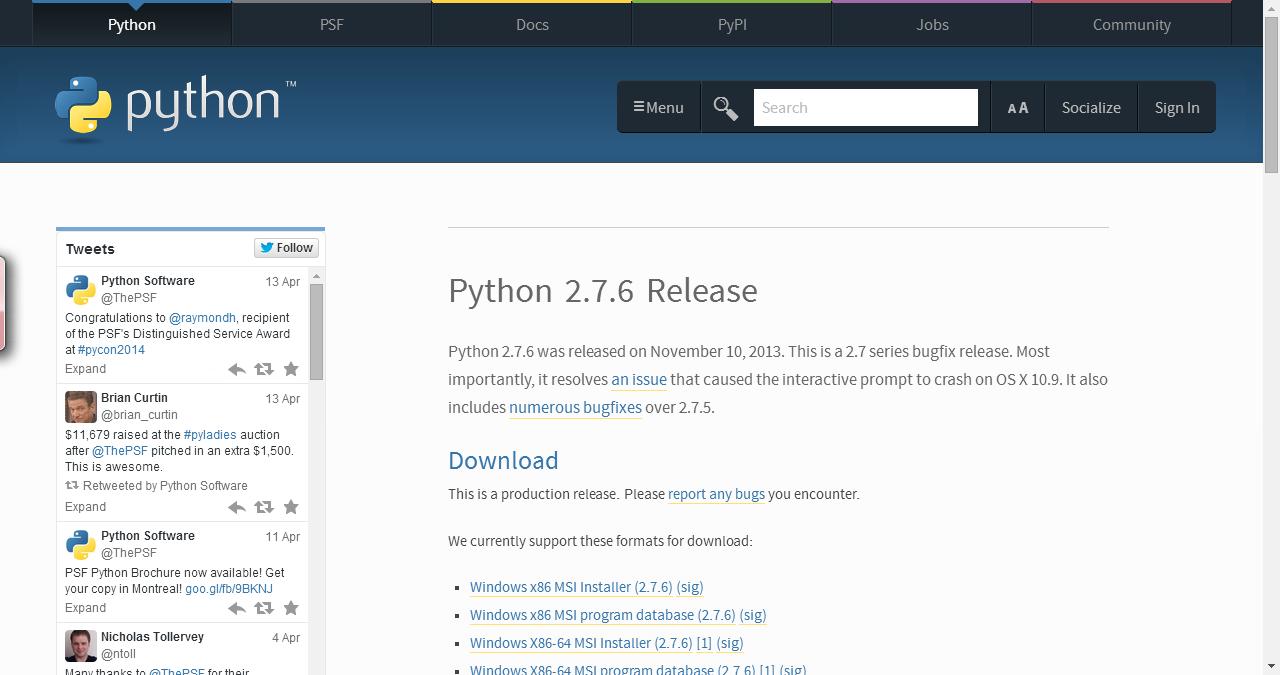 Python PSF Docs PyPI Jobs Community
python™
≡Menu Search A A Socialize Sign In
Tweets Follow
Python Software 13 Apr
@ThePSF
Congratulations to @raymondh, recipient
of the PSF's Distinguished Service Award
at #pycon2014
Expand
Brian Curtin 13 Apr
@brian_curtin
$11,679 raised at the #pyladies auction
after @ThePSF pitched in an extra $1,500.
This is awesome.
Retweeted by Python Software
Expand
Python Software 11 Apr
@ThePSF
PSF Python Brochure now available! Get
your copy in Montreal! goo.gl/fb/9BKNJ
Expand
Nicholas Tollervey 4 Apr
@ntoll
Many thanks to @ThePSF for their
Python 2.7.6 Release
Python 2.7.6 was released on November 10, 2013. This is a 2.7 series bugfix release. Most
importantly, it resolves an issue that caused the interactive prompt to crash on OS X 10.9. It also
includes numerous bugfixes over 2.7.5.
Download
This is a production release. Please report any bugs you encounter.
We currently support these formats for download:
Windows x86 MSI Installer (2.7.6) (sig)
Windows x86 MSI program database (2.7.6) (sig)
Windows X86-64 MSI Installer (2.7.6) [1] (sig)
Windows X86-64 MSI program database (2.7.6) [1] (sig)